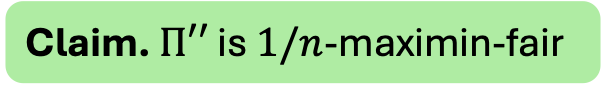 Claim. Π′′ is 1/n-maximin-fair